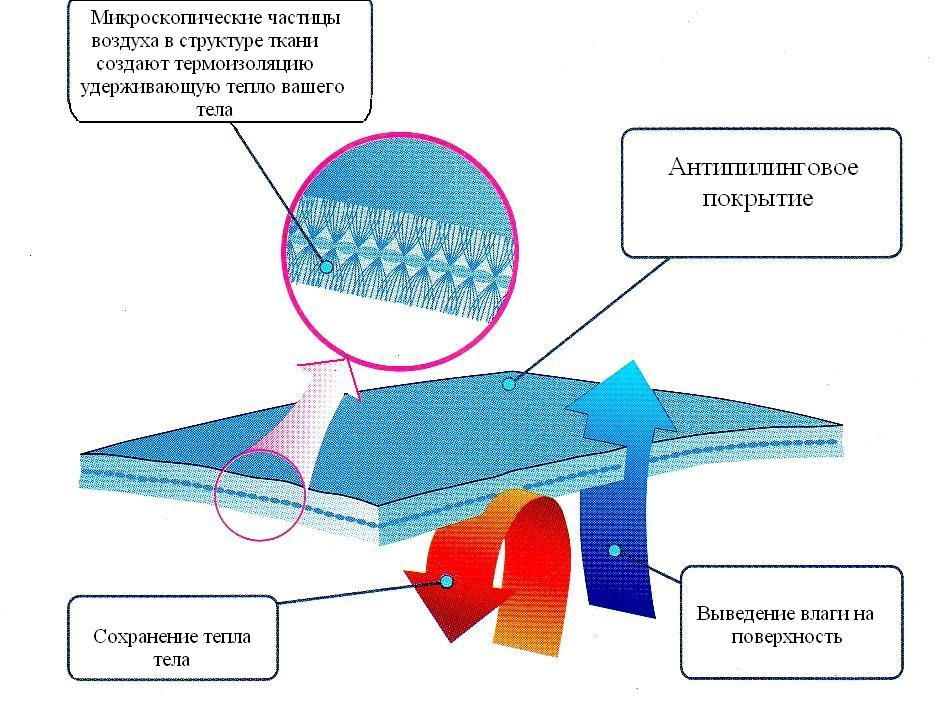 Микроскопические частицы
воздуха в структуре ткани
создают термоизоляцию
удерживающую тепло вашего
тела
Антипилинговое
покрытие
Сохранение тепла
тела
Выведение влаги на
поверхность